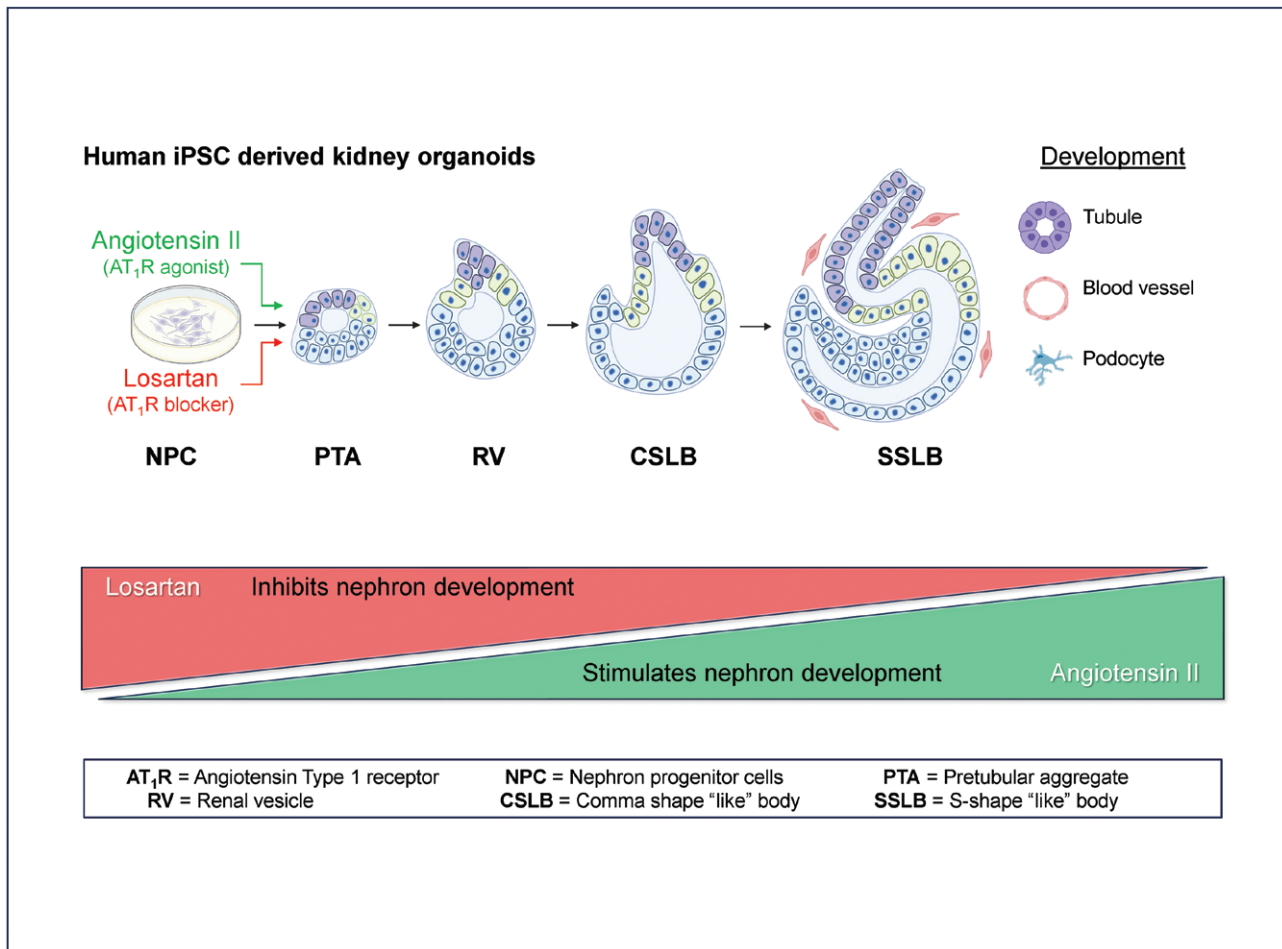 Human iPSC derived kidney organoids
Development
Tubule
Blood vessel
Podocyte
Angiotensin II
(AT₁R agonist)
Losartan
(AT₁R blocker)
NPC PTA RV CSLB SSLB
Losartan Inhibits nephron development
Stimulates nephron development Angiotensin II
AT₁R = Angiotensin Type 1 receptor NPC = Nephron progenitor cells PTA = Pretubular aggregate
RV = Renal vesicle CSLB = Comma shape “like” body SSLB = S-shape “like” body